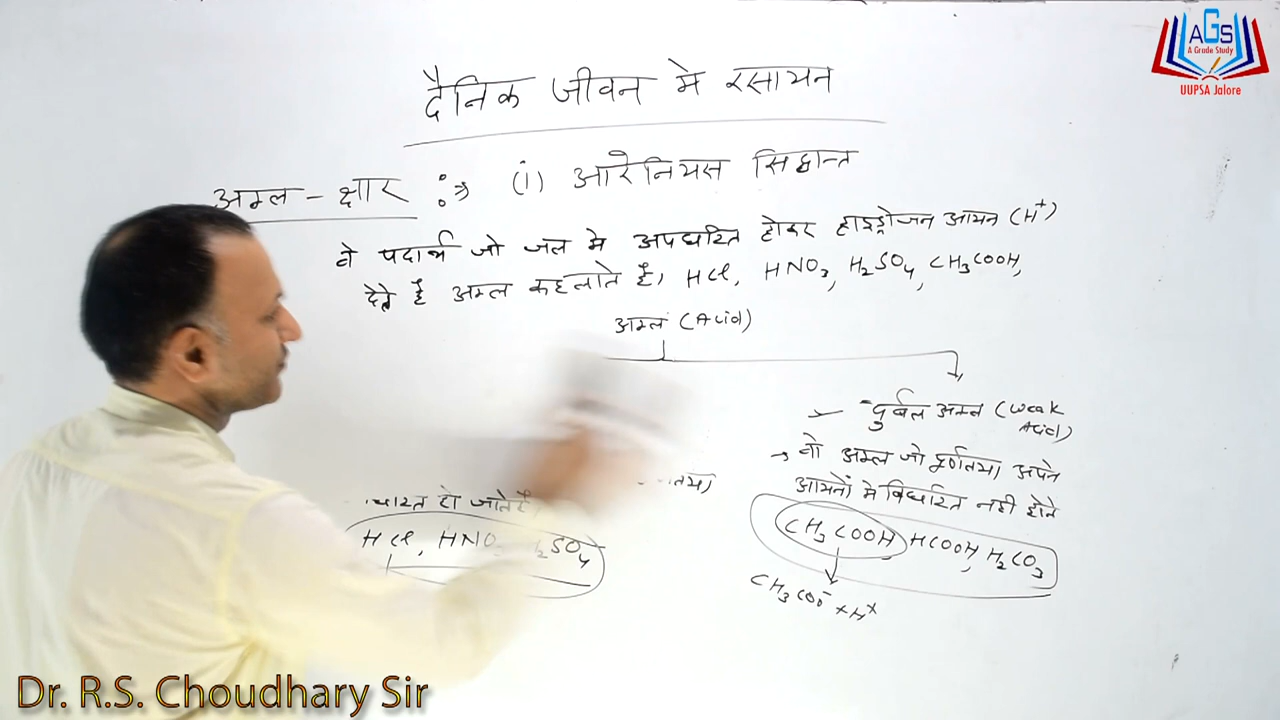 AGS
A Grade Study
UUPSA Jalore
दैनिक जीवन मे रसायन
अम्ल - क्षार :⇒ (i) आरेनियस सिद्धान्त
वे पदार्थ जो जल मे अपघटित होकर हाइड्रोजन आयन (H⁺)
देते है अम्ल कहलाते है, HCl, HNO₃, H₂SO₄, CH₃COOH,
अम्ल (Acid)
दुर्बल अम्ल (Weak
Acid)
→ वो अम्ल जो पूर्णतया अपने
आयनों मे विघटित नही होते
जाते है
HCl, HNO
SO₄
CH₃COOH, HCOOH, H₂CO₃
CH₃COO⁻ + H⁺
Dr. R.S. Choudhary Sir